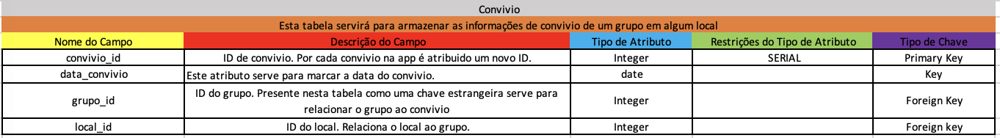 Convivio
Esta tabela servirá para armazenar as informações de convivio de um grupo em algum local
Nome do Campo Descrição do Campo Tipo de Atributo Restrições do Tipo de Atributo Tipo de Chave
convivio_id ID de convivio. Por cada convivio na app é atribuido um novo ID. Integer SERIAL Primary Key
data_convivio Este atributo serve para marcar a data do convivio. date Key
grupo_id ID do grupo. Presente nesta tabela como uma chave estrangeira serve para
relacionar o grupo ao convivio Integer Foreign Key
local_id ID do local. Relaciona o local ao grupo. Integer Foreign key